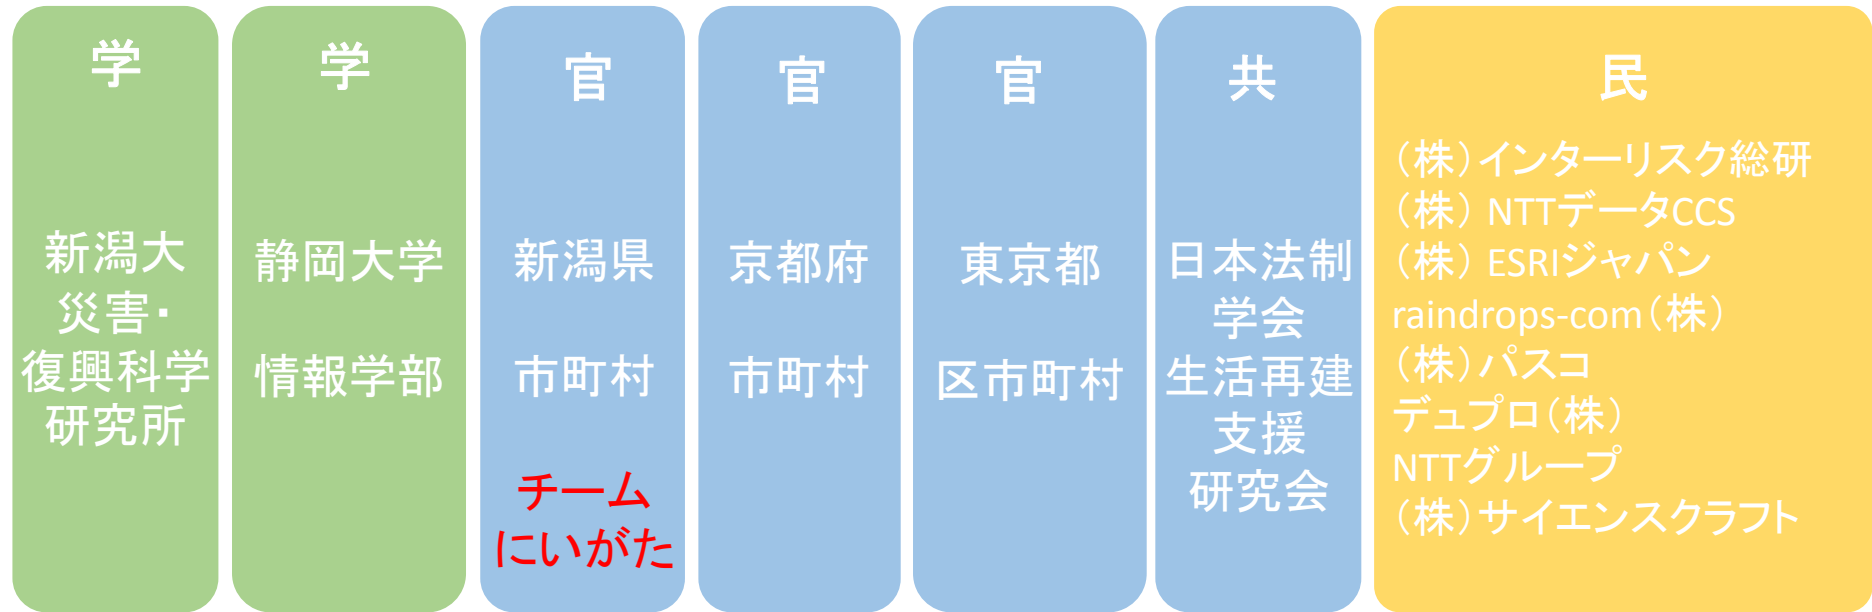 学
新潟大
災害・
復興科学
研究所
学
静岡大学
情報学部
官
新潟県
市町村
チーム
にいがた
官
京都府
市町村
官
東京都
区市町村
共
日本法制
学会
生活再建
支援
研究会
民
（株）インターリスク総研
（株） NTTデータCCS
（株） ESRIジャパン
raindrops-com（株）
（株）パスコ
デュプロ（株）
NTTグループ
（株）サイエンスクラフト